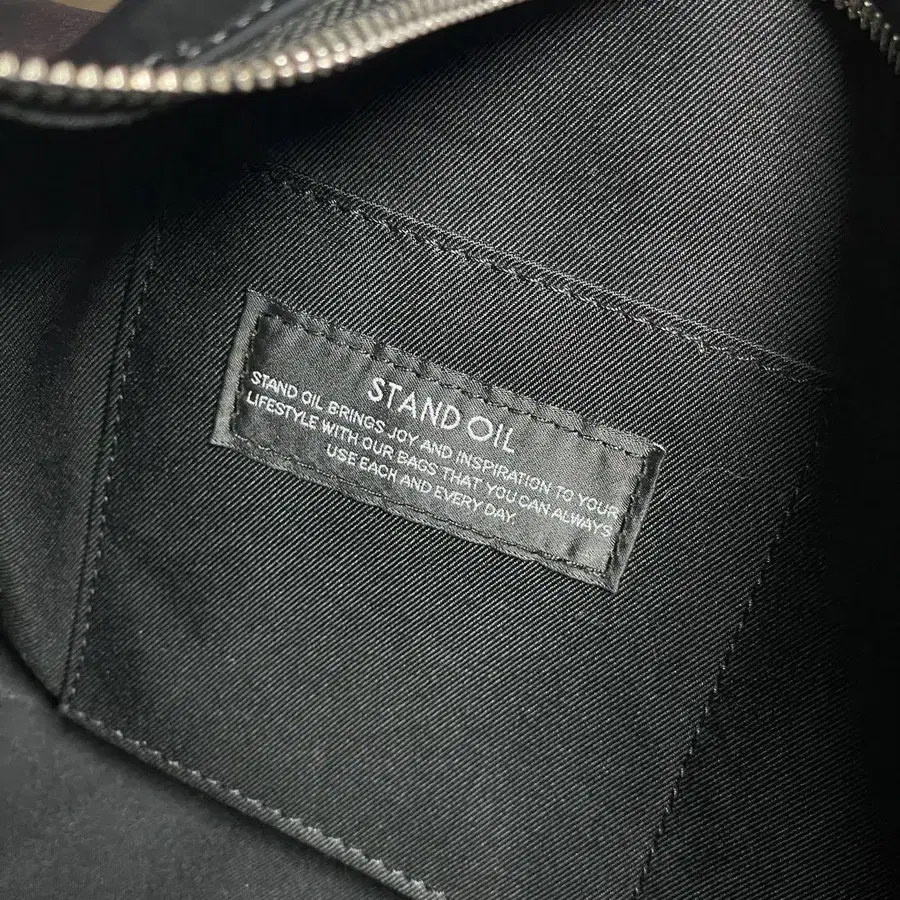 STAND OIL
STAND OIL BRINGS JOY AND INSPIRATION TO YOUR
LIFESTYLE WITH OUR BAGS THAT YOU CAN ALWAYS
USE EACH AND EVERY DAY.